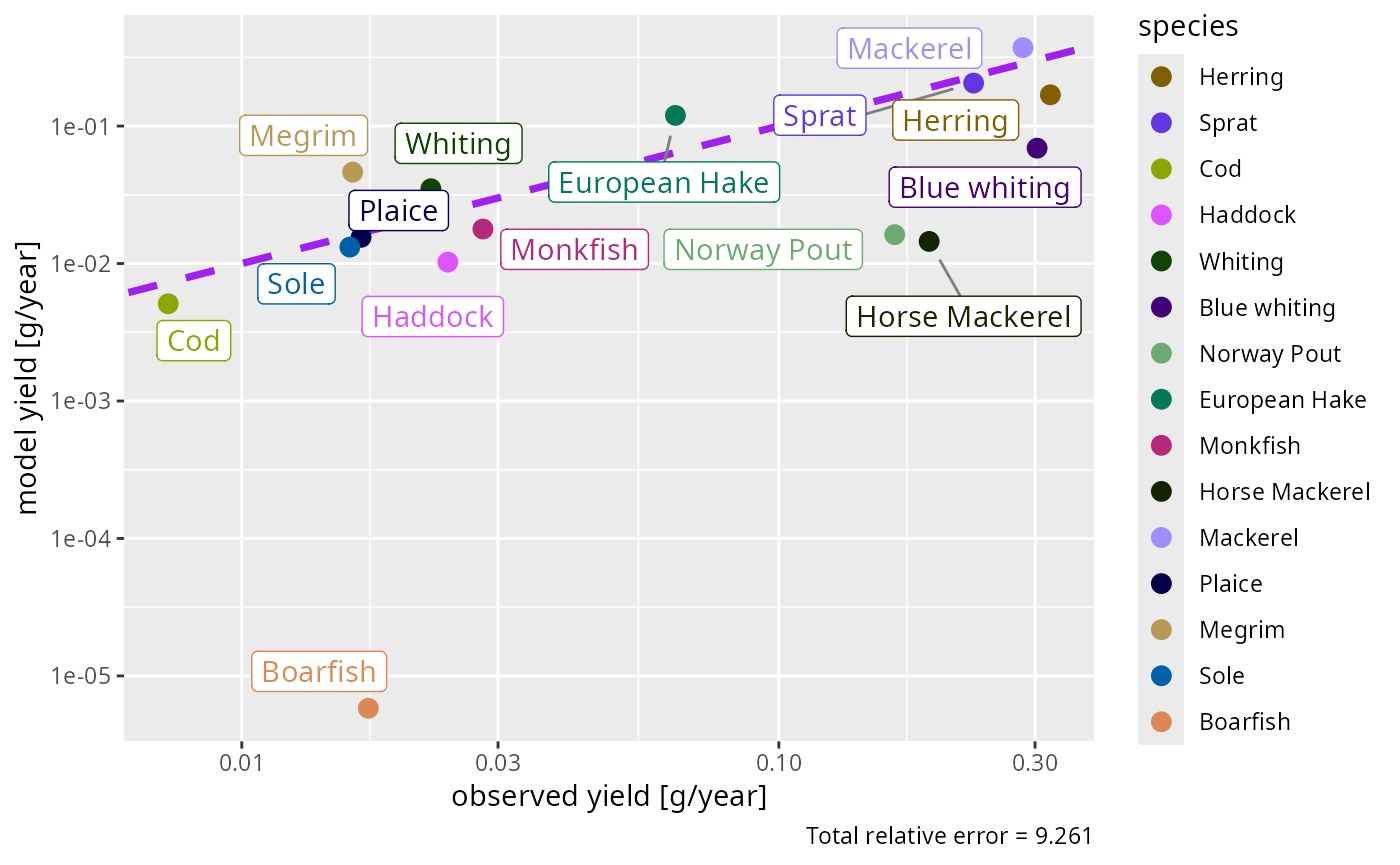 species
Herring
Sprat
Cod
Haddock
Whiting
Blue whiting
Norway Pout
European Hake
Monkfish
Horse Mackerel
Mackerel
Plaice
Megrim
Sole
Boarfish
model yield [g/year]
1e-01
1e-02
1e-03
1e-04
1e-05
Mackerel
Sprat
Herring
Megrim
Whiting
European Hake
Blue whiting
Plaice
Monkfish
Norway Pout
Sole
Haddock
Horse Mackerel
Cod
Boarfish
0.01
0.03
0.10
0.30
observed yield [g/year]
Total relative error = 9.261